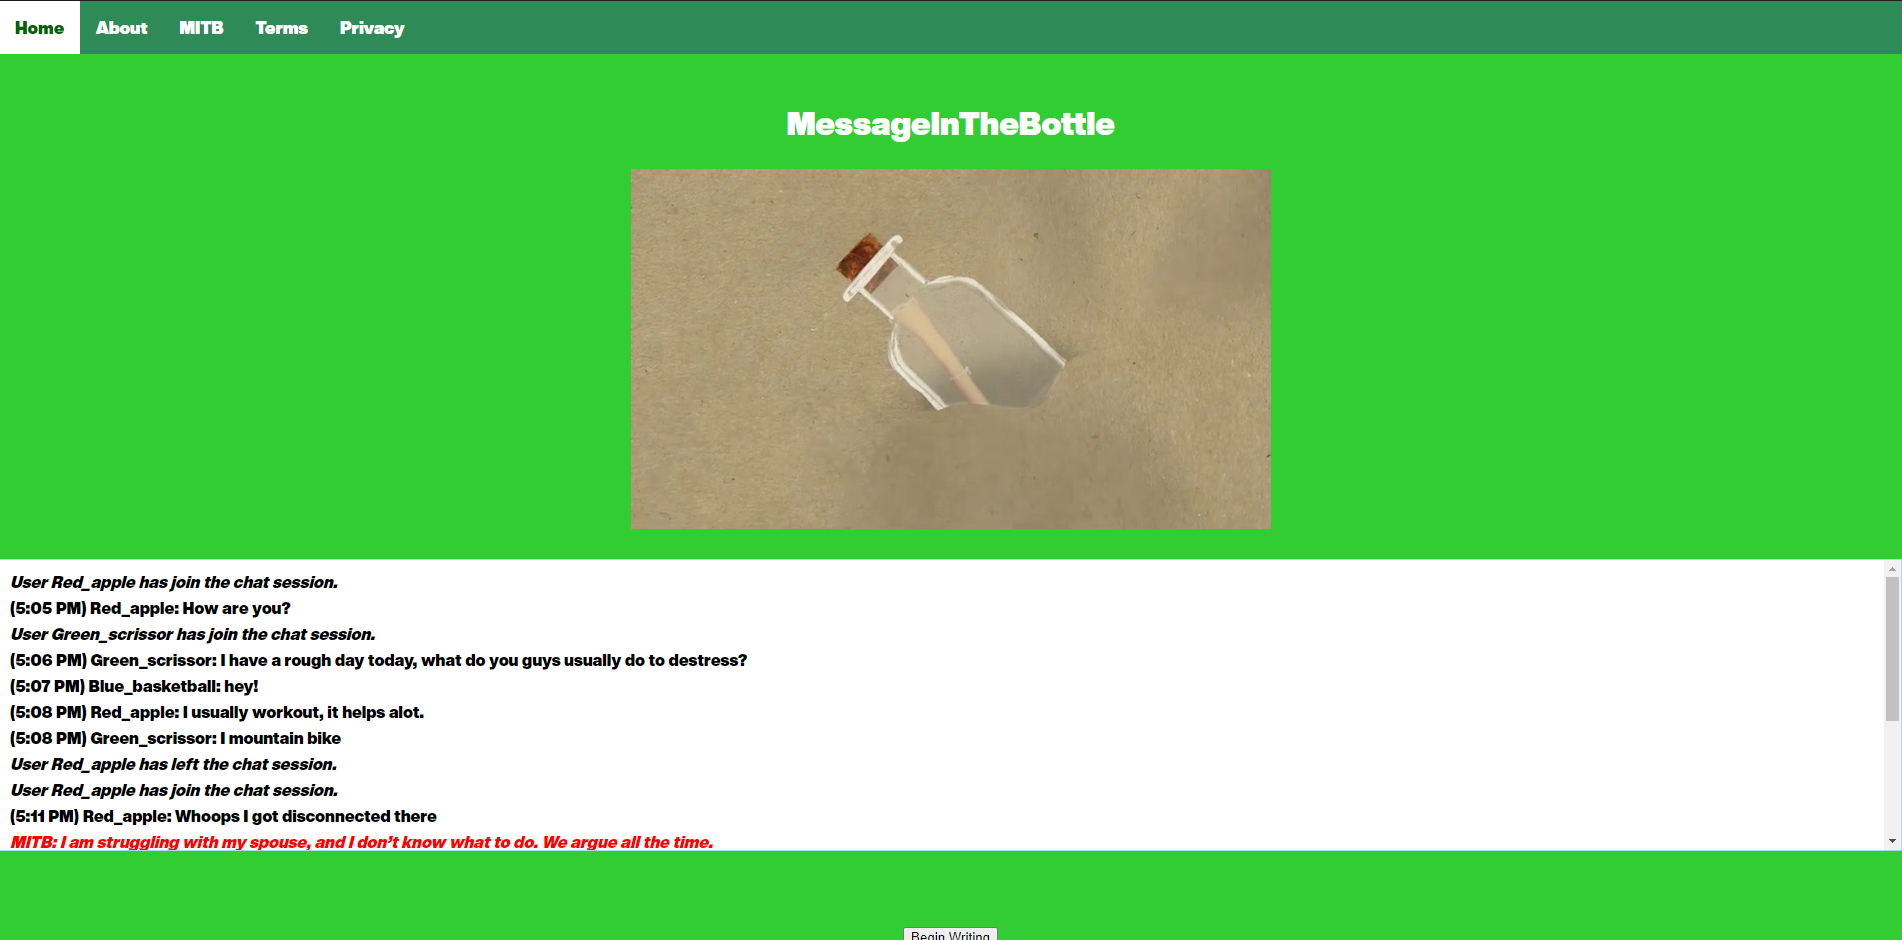 Home About MITB Terms Privacy
MessageInTheBottle
User Red_apple has join the chat session.
(5:05 PM) Red_apple: How are you?
User Green_scrissor has join the chat session.
(5:06 PM) Green_scrissor: I have a rough day today, what do you guys usually do to destress?
(5:07 PM) Blue_basketball: hey!
(5:08 PM) Red_apple: I usually workout, it helps alot.
(5:08 PM) Green_scrissor: I mountain bike
User Red_apple has left the chat session.
User Red_apple has join the chat session.
(5:11 PM) Red_apple: Whoops I got disconnected there
MITB: I am struggling with my spouse, and I don’t know what to do. We argue all the time.
Begin Writing